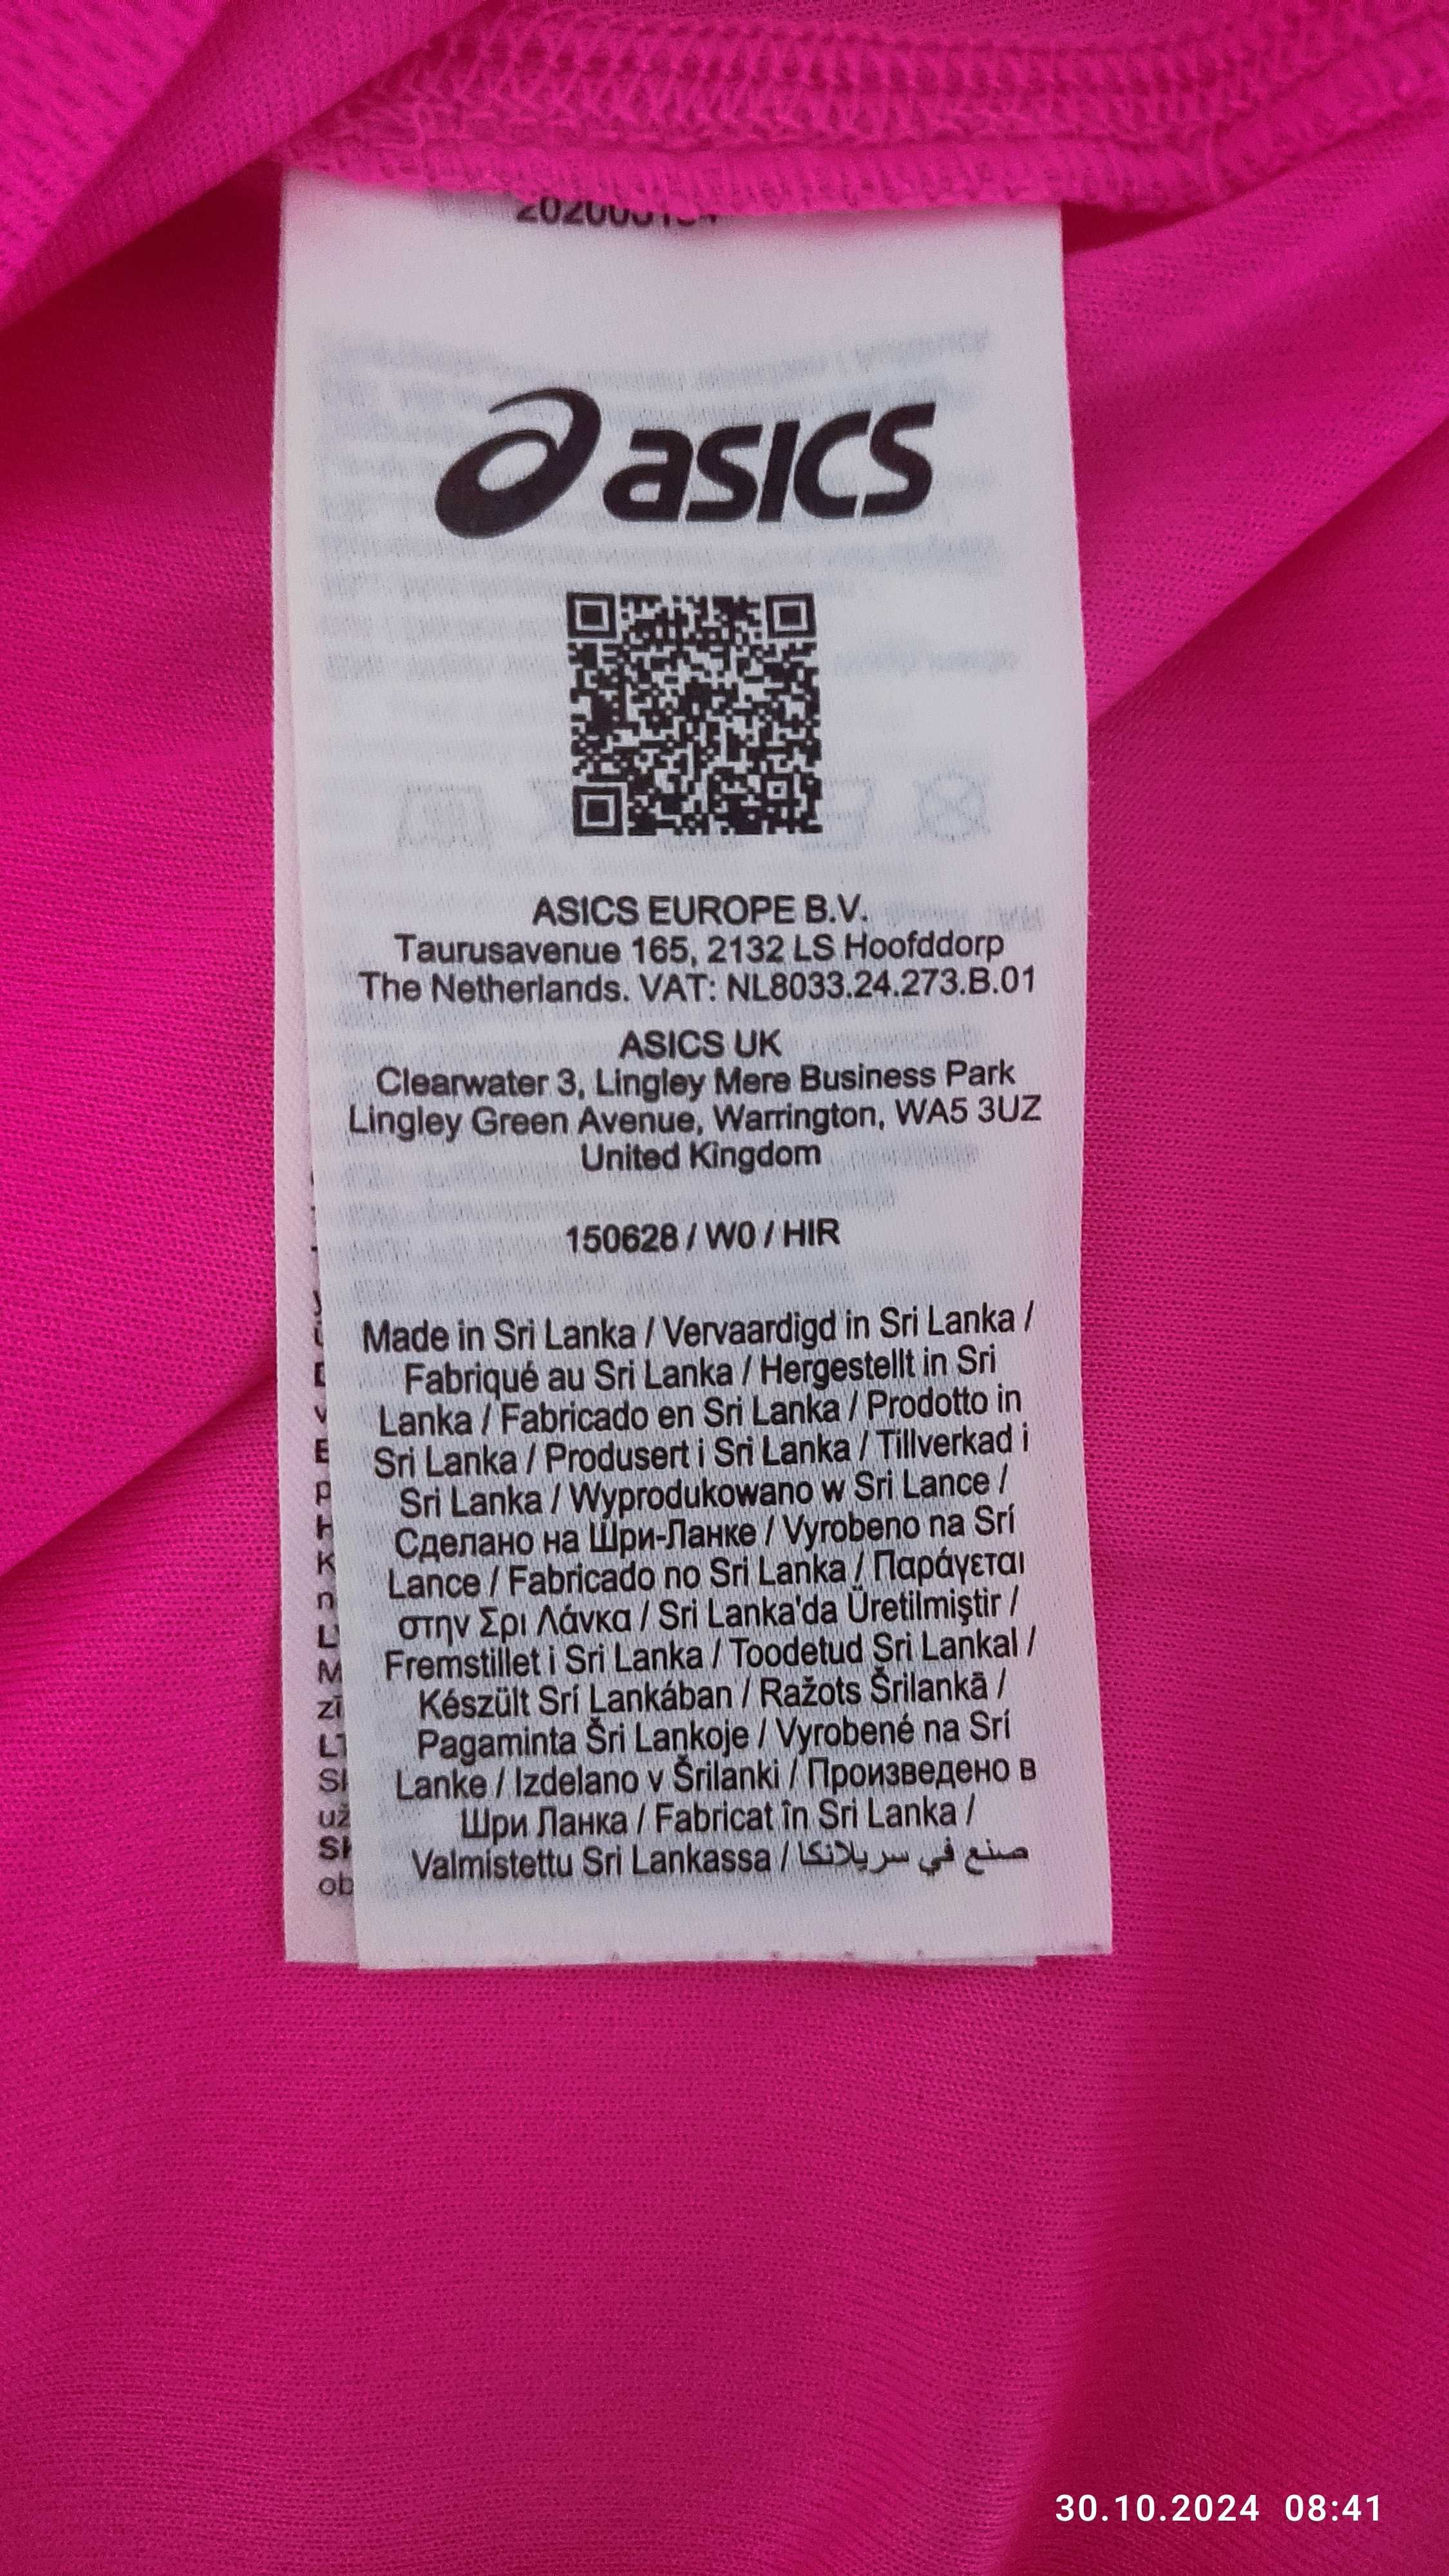 asics
ASICS EUROPE B.V.
Taurusavenue 165, 2132 LS Hoofddorp
The Netherlands. VAT: NL8033.24.273.B.01
ASICS UK
Clearwater 3, Lingley Mere Business Park
Lingley Green Avenue, Warrington, WA5 3UZ
United Kingdom
150628 / W0 / HIR
Made in Sri Lanka / Vervaardigd in Sri Lanka /
Fabriqué au Sri Lanka / Hergestellt in Sri
Lanka / Fabricado en Sri Lanka / Prodotto in
Sri Lanka / Produsert i Sri Lanka / Tillverkad i
Sri Lanka / Wyprodukowano w Sri Lance /
Сделано на Шри-Ланке / Vyrobeno na Srí
Lance / Fabricado no Sri Lanka / Παράγεται
στην Σρι Λάνκα / Sri Lanka'da Üretilmiştir /
Fremstillet i Sri Lanka / Toodetud Sri Lankal /
Készült Srí Lankában / Ražots Šrilankā /
Pagaminta Šri Lankoje / Vyrobené na Srí
Lanke / Izdelano v Šrilanki / Произведено в
Шри Ланка / Fabricat în Sri Lanka /
Valmistettu Sri Lankassa / صنع في سريلانكا
30.10.2024 08:41